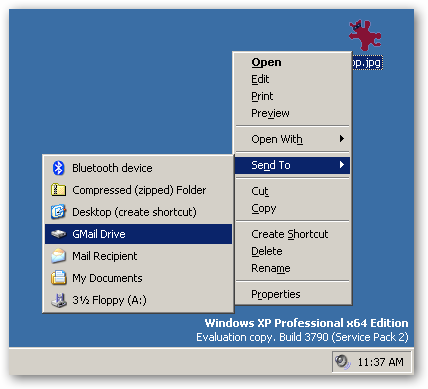 op.jpg
Open
Edit
Print
Preview
Open With
Send To
Cut
Copy
Create Shortcut
Delete
Rename
Properties
Bluetooth device
Compressed (zipped) Folder
Desktop (create shortcut)
GMail Drive
Mail Recipient
My Documents
3½ Floppy (A:)
Windows XP Professional x64 Edition
Evaluation copy. Build 3790 (Service Pack 2)
11:37 AM